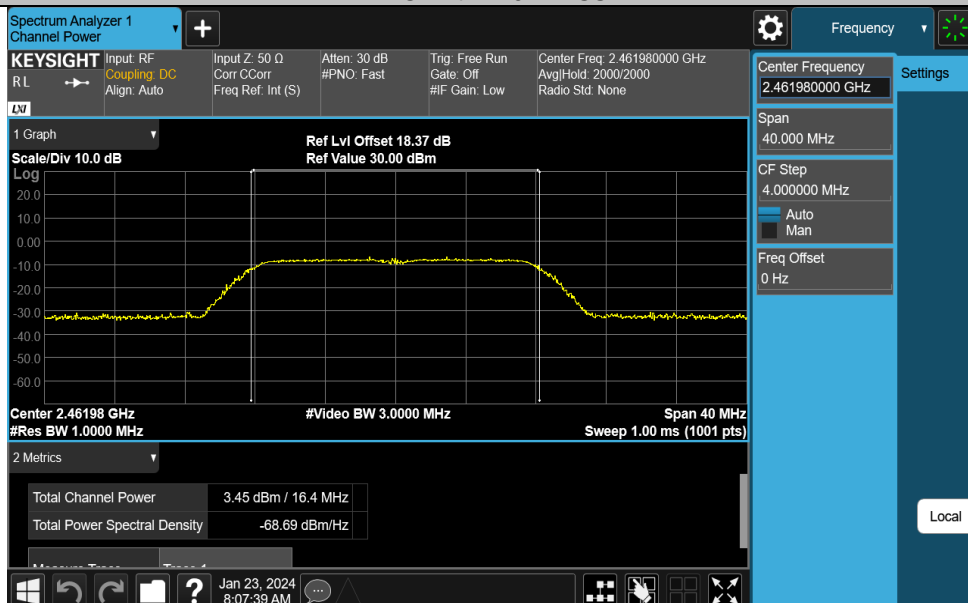 Spectrum Analyzer 1
Channel Power
+
Frequency
KEYSIGHT
RL
LXI
Input: RF
Coupling: DC
Align: Auto
Input Z: 50 Ω
Corr CCorr
Freq Ref: Int (S)
Atten: 30 dB
#PNO: Fast
Trig: Free Run
Gate: Off
#IF Gain: Low
Center Freq: 2.461980000 GHz
Avg|Hold: 2000/2000
Radio Std: None
Center Frequency
2.461980000 GHz
Settings
Span
40.000 MHz
CF Step
4.000000 MHz
Auto
Man
Freq Offset
0 Hz
1 Graph
Scale/Div 10.0 dB
Ref Lvl Offset 18.37 dB
Ref Value 30.00 dBm
Log
20.0
10.0
0.00
-10.0
-20.0
-30.0
-40.0
-50.0
-60.0
Center 2.46198 GHz
#Video BW 3.0000 MHz
Span 40 MHz
#Res BW 1.0000 MHz
Sweep 1.00 ms (1001 pts)
2 Metrics
Total Channel Power 3.45 dBm / 16.4 MHz
Total Power Spectral Density -68.69 dBm/Hz
Local
?
Jan 23, 2024
8:07:39 AM